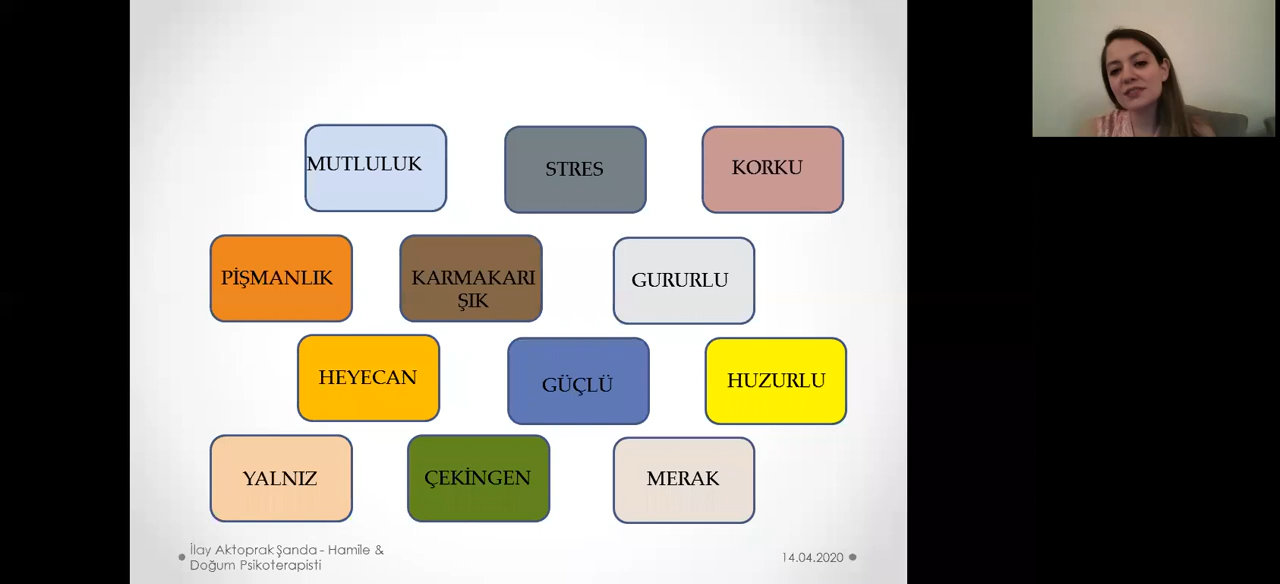 MUTLULUK
STRES
KORKU
PİŞMANLIK
KARMAKARI
ŞIK
GURURLU
HEYECAN
GÜÇLÜ
HUZURLU
YALNIZ
ÇEKİNGEN
MERAK
İlay Aktoprak Şanda - Hamile &
Doğum Psikoterapisti
14.04.2020